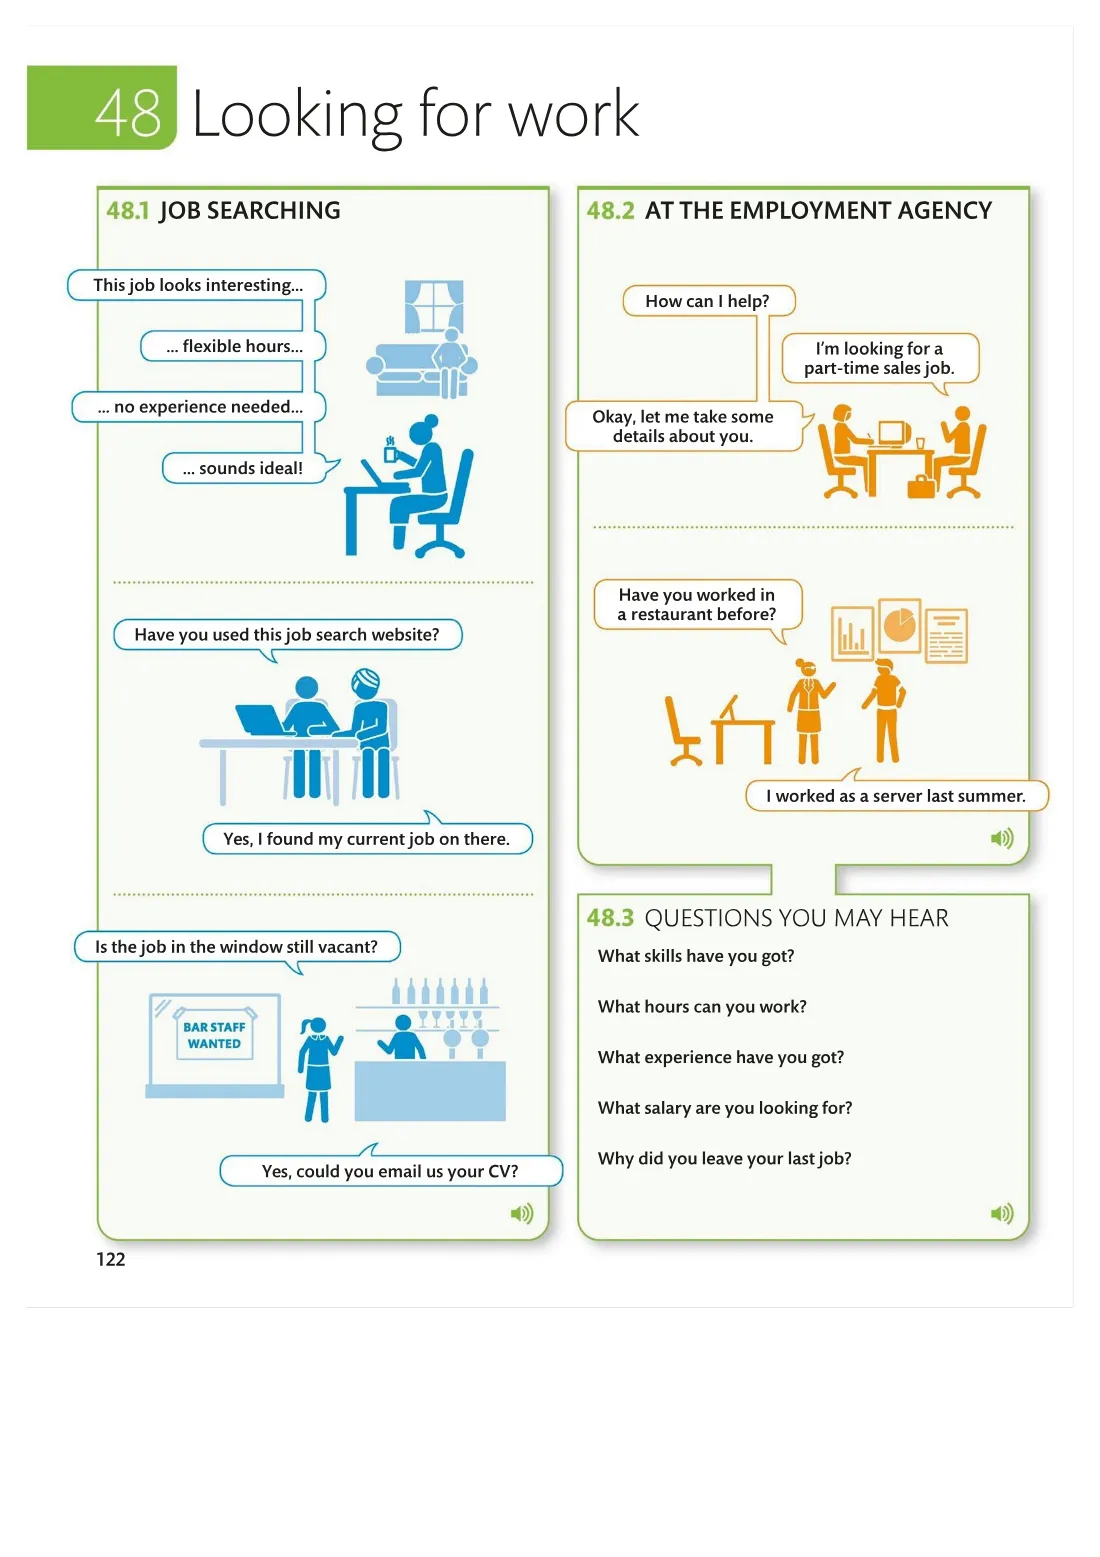 48 Looking for work
48.1 JOB SEARCHING
This job looks interesting...
... flexible hours...
... no experience needed...
... sounds ideal!
Have you used this job search website?
Yes, I found my current job on there.
Is the job in the window still vacant?
BAR STAFF
WANTED
Yes, could you email us your CV?
48.2 AT THE EMPLOYMENT AGENCY
How can I help?
I'm looking for a
part-time sales job.
Okay, let me take some
details about you.
Have you worked in
a restaurant before?
I worked as a server last summer.
48.3 QUESTIONS YOU MAY HEAR
What skills have you got?
What hours can you work?
What experience have you got?
What salary are you looking for?
Why did you leave your last job?
122